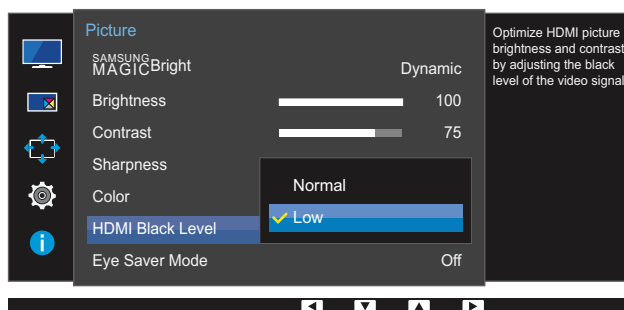 Picture
SAMSUNG
MAGICBright Dynamic
Brightness 100
Contrast 75
Sharpness
Color
HDMI Black Level
Eye Saver Mode Off
Normal
Low
Optimize HDMI picture
brightness and contrast
by adjusting the black
level of the video signal